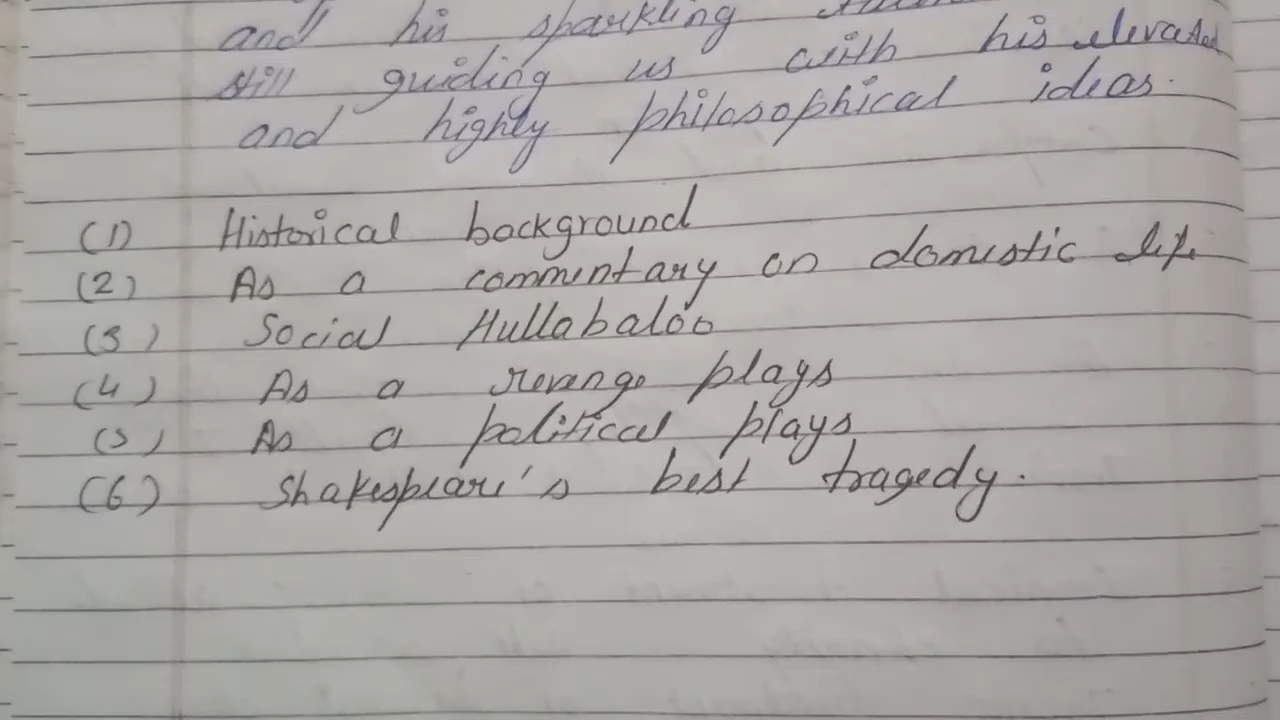 and his sparkling
still guiding us with his elevated
and highly philosophical ideas.
(1) Historical background
(2) As a commentary on domestic life
(3) Social Hullabaloo
(4) As a revenge plays
(5) As a political plays
(6) Shakespeare's best tragedy.